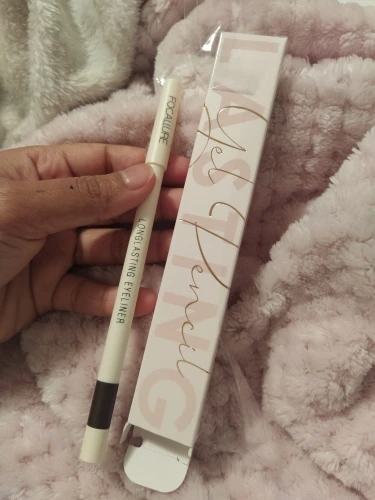 FOCALLURE
LONGLASTING EYELINER
LASTING
Gel Pencil